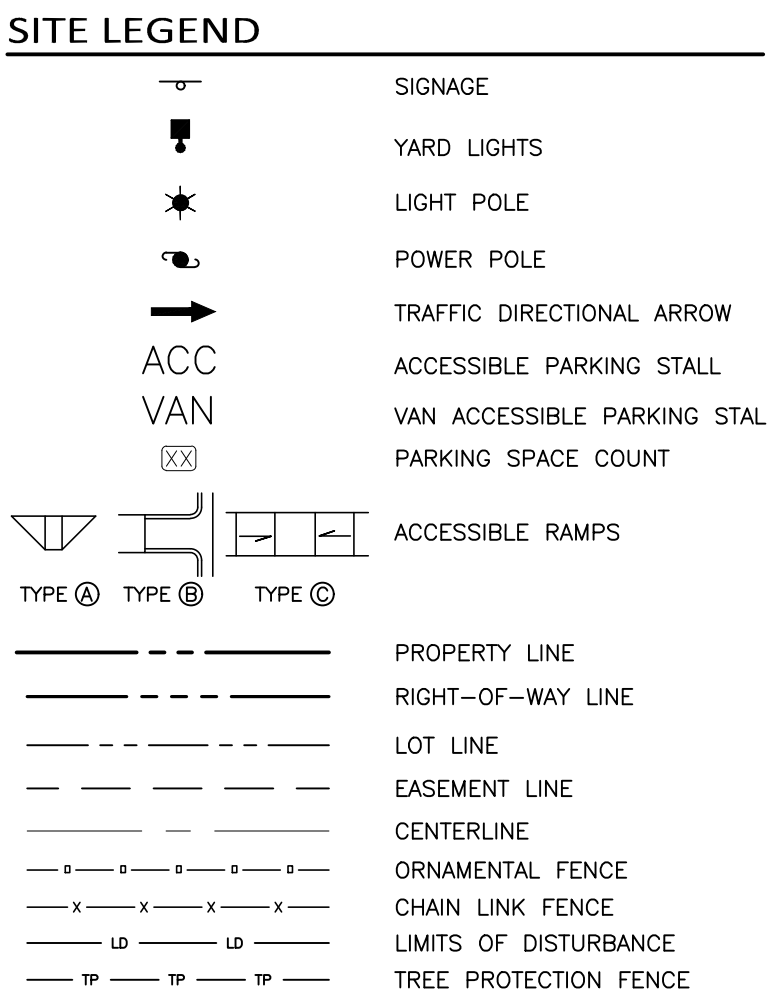 SITE LEGEND
SIGNAGE
YARD LIGHTS
LIGHT POLE
POWER POLE
TRAFFIC DIRECTIONAL ARROW
ACC ACCESSIBLE PARKING STALL
VAN VAN ACCESSIBLE PARKING STAL
XX PARKING SPACE COUNT
ACCESSIBLE RAMPS
TYPE A TYPE B TYPE C
PROPERTY LINE
RIGHT-OF-WAY LINE
LOT LINE
EASEMENT LINE
CENTERLINE
ORNAMENTAL FENCE
X X X X CHAIN LINK FENCE
LD LD LIMITS OF DISTURBANCE
TP TP TP TREE PROTECTION FENCE